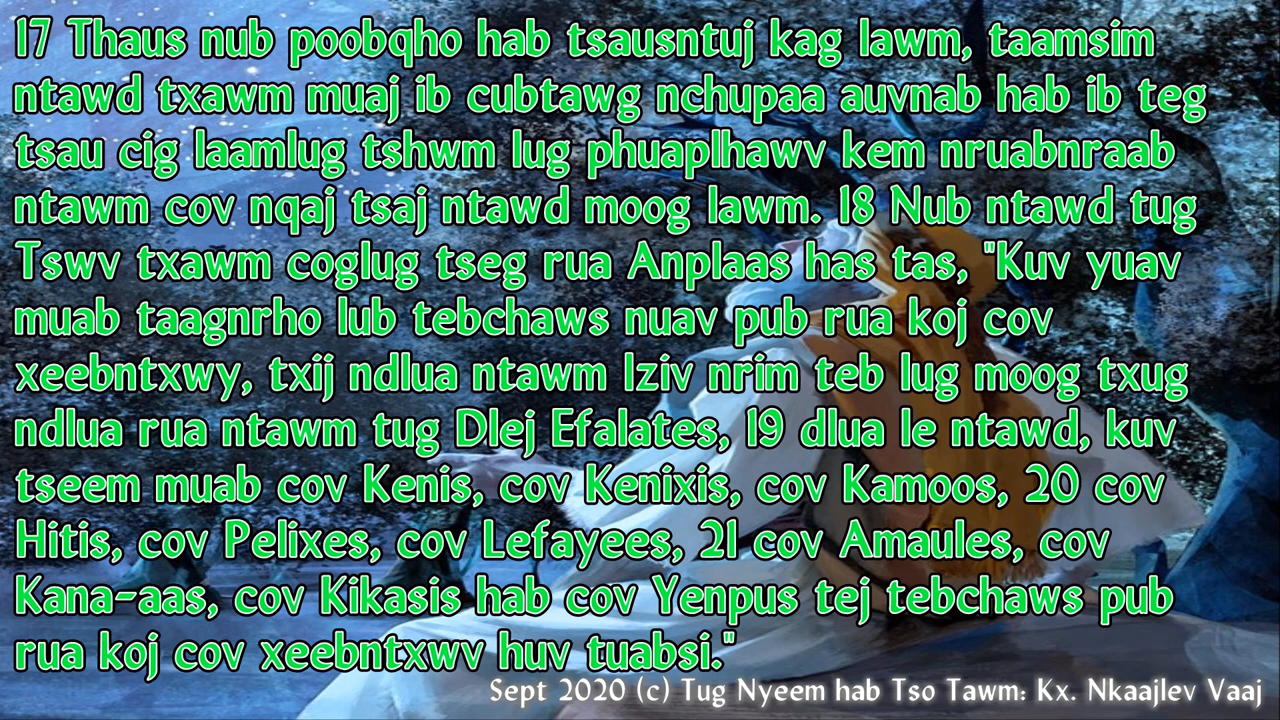 17 Thaus nub poobqho hab tsausntuj kag lawm, taamsim
ntawd txawm muaj ib cubtawg nchupaa auvnab hab ib teg
tsau cig laamlug tshwm lug phuaplhawv kem nruabnraab
ntawm cov nqaj tsaj ntawd moog lawm. 18 Nub ntawd tug
Tswv txawm coglug tseg rua Anplaas has tas, "Kuv yuav
muab taagnrho lub tebchaws nuav pub rua koj cov
xeebntxwy, txij ndlua ntawm Iziv nrim teb lug moog txug
ndlua rua ntawm tug Dlej Efalates, 19 dlua le ntawd, kuv
tseem muab cov Kenis, cov Kenixis, cov Kamoos, 20 cov
Hitis, cov Pelixes, cov Lefayees, 21 cov Amaules, cov
Kana-aas, cov Kikasis hab cov Yenpus tej tebchaws pub
rua koj cov xeebntxwv huv tuabsi."
Sept 2020 (c) Tug Nyeem hab Tso Tawm: Kx. Nkaajlev Vaaj